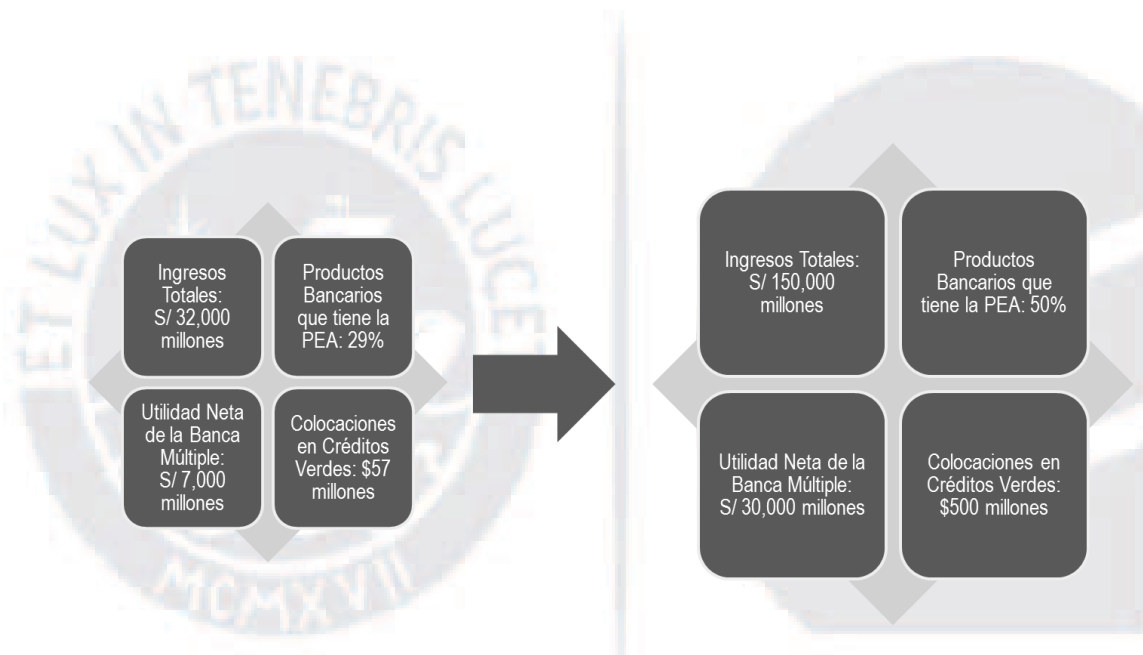 ET LUX IN TENEBRIS LUCET
MCMXVII
Ingresos
Totales:
S/ 32,000
millones
Productos
Bancarios
que tiene la
PEA: 29%
Utilidad Neta
de la Banca
Múltiple:
S/ 7,000
millones
Colocaciones
en Créditos
Verdes: $57
millones
Ingresos Totales:
S/ 150,000
millones
Productos
Bancarios que
tiene la PEA: 50%
Utilidad Neta de la
Banca Múltiple:
S/ 30,000 millones
Colocaciones en
Créditos Verdes:
$500 millones